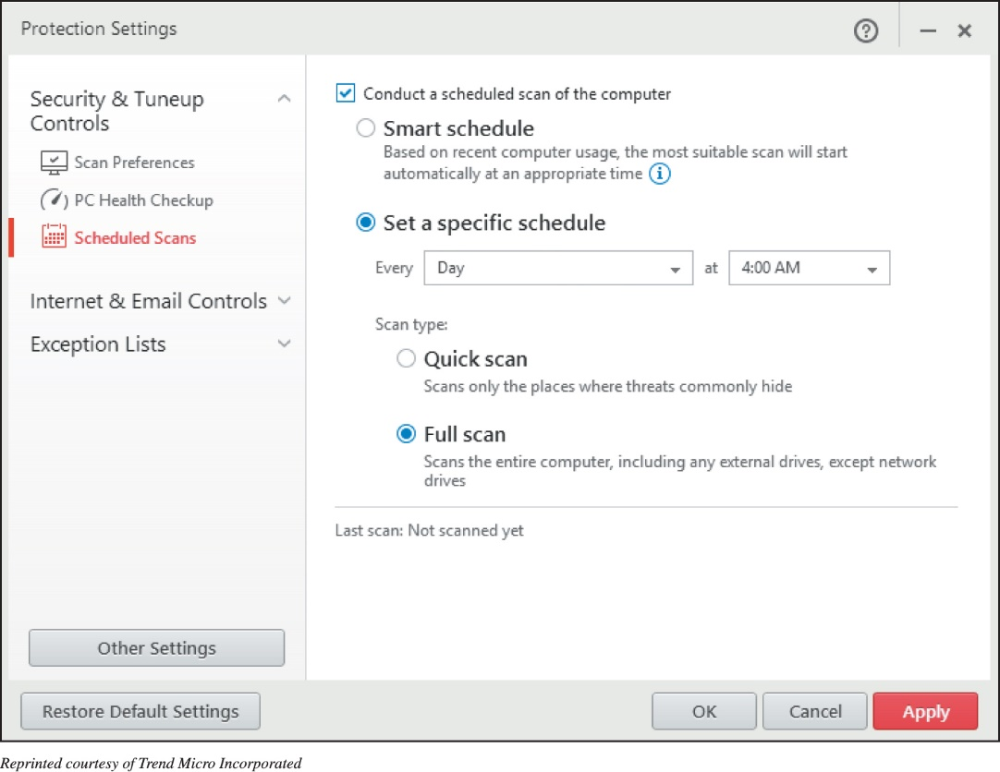 Protection Settings
Security & Tuneup
Controls
Scan Preferences
PC Health Checkup
Scheduled Scans
Internet & Email Controls
Exception Lists
Other Settings
Conduct a scheduled scan of the computer
Smart schedule
Based on recent computer usage, the most suitable scan will start
automatically at an appropriate time
Set a specific schedule
Every Day at 4:00 AM
Scan type:
Quick scan
Scans only the places where threats commonly hide
Full scan
Scans the entire computer, including any external drives, except network
drives
Last scan: Not scanned yet
Restore Default Settings OK Cancel Apply
Reprinted courtesy of Trend Micro Incorporated